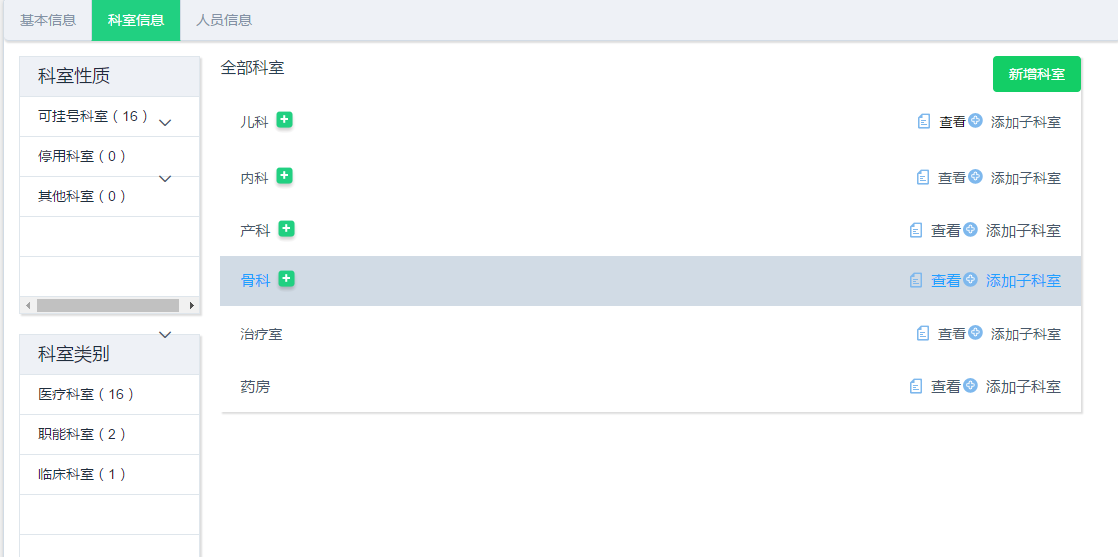 基本信息 科室信息 人员信息
科室性质
可挂号科室（16）
停用科室（0）
其他科室（0）
科室类别
医疗科室（16）
职能科室（2）
临床科室（1）
全部科室 新增科室
儿科 查看 添加子科室
内科 查看 添加子科室
产科 查看 添加子科室
骨科 查看 添加子科室
治疗室 查看 添加子科室
药房 查看 添加子科室